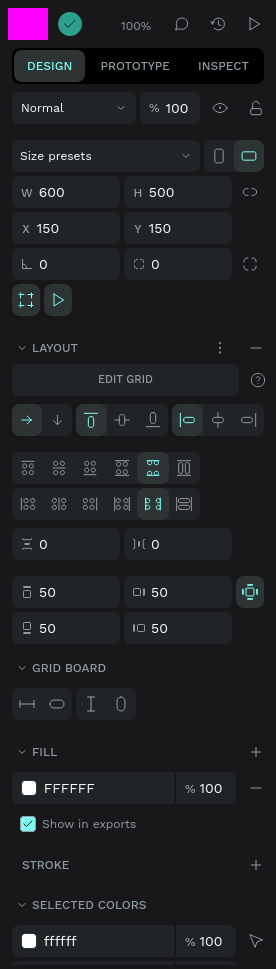 100%
DESIGN PROTOTYPE INSPECT
Normal % 100
Size presets
W 600 H 500
X 150 Y 150
0 0
LAYOUT
EDIT GRID ?
0 0
50 50
50 50
GRID BOARD
FILL
FFFFFF % 100
Show in exports
STROKE
SELECTED COLORS
ffffff % 100